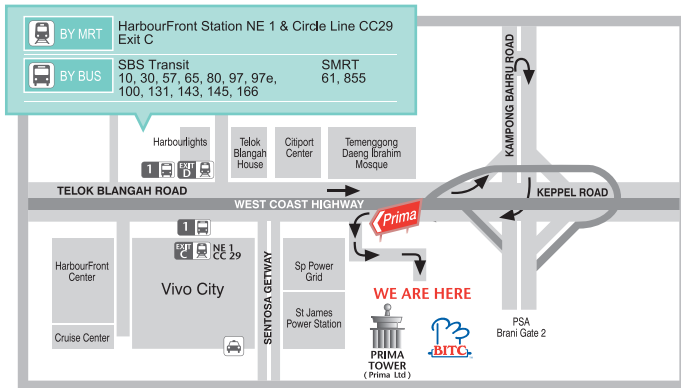 BY MRT
HarbourFront Station NE 1 & Circle Line CC29
Exit C
BY BUS
SBS Transit
10, 30, 57, 65, 80, 97, 97e,
100, 131, 143, 145, 166
SMRT
61, 855
KAMPONG BAHRU ROAD
Harbourlights
1
EXIT
D
Telok
Blangah
House
Citiport
Center
Temenggong
Daeng Ibrahim
Mosque
TELOK BLANGAH ROAD
KEPPEL ROAD
WEST COAST HIGHWAY
Prima
1
EXIT
C
NE 1
CC 29
HarbourFront
Center
Vivo City
Cruise Center
SENTOSA GETWAY
Sp Power
Grid
St James
Power Station
WE ARE HERE
PRIMA
TOWER
( Prima Ltd )
BITC
PSA
Brani Gate 2